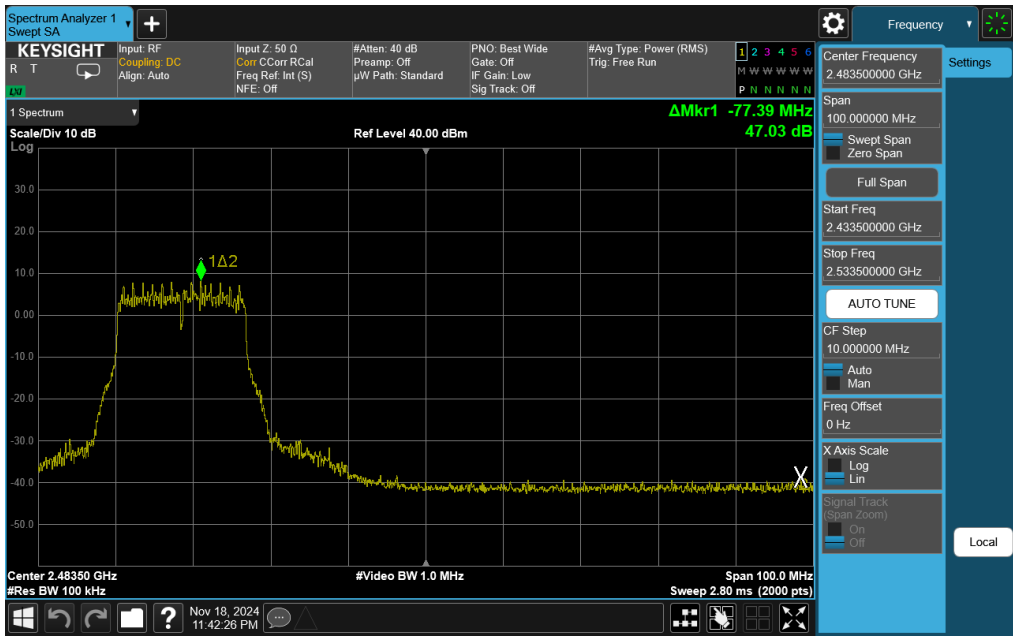 Spectrum Analyzer 1
Swept SA
+
Frequency
KEYSIGHT
R T
LXI
Input: RF
Coupling: DC
Align: Auto
Input Z: 50 Ω
Corr CCorr RCal
Freq Ref: Int (S)
NFE: Off
#Atten: 40 dB
Preamp: Off
µW Path: Standard
PNO: Best Wide
Gate: Off
IF Gain: Low
Sig Track: Off
#Avg Type: Power (RMS)
Trig: Free Run
1 2 3 4 5 6
M W W W W W
P N N N N N
1 Spectrum
ΔMkr1 -77.39 MHz
47.03 dB
Scale/Div 10 dB
Ref Level 40.00 dBm
Log
30.0
20.0
10.0
0.00
-10.0
-20.0
-30.0
-40.0
-50.0
1Δ2
X
Center 2.48350 GHz
#Video BW 1.0 MHz
Span 100.0 MHz
#Res BW 100 kHz
Sweep 2.80 ms (2000 pts)
Center Frequency
2.483500000 GHz
Settings
Span
100.000000 MHz
Swept Span
Zero Span
Full Span
Start Freq
2.433500000 GHz
Stop Freq
2.533500000 GHz
AUTO TUNE
CF Step
10.000000 MHz
Auto
Man
Freq Offset
0 Hz
X Axis Scale
Log
Lin
Signal Track
(Span Zoom)
On
Off
Local
?
Nov 18, 2024
11:42:26 PM